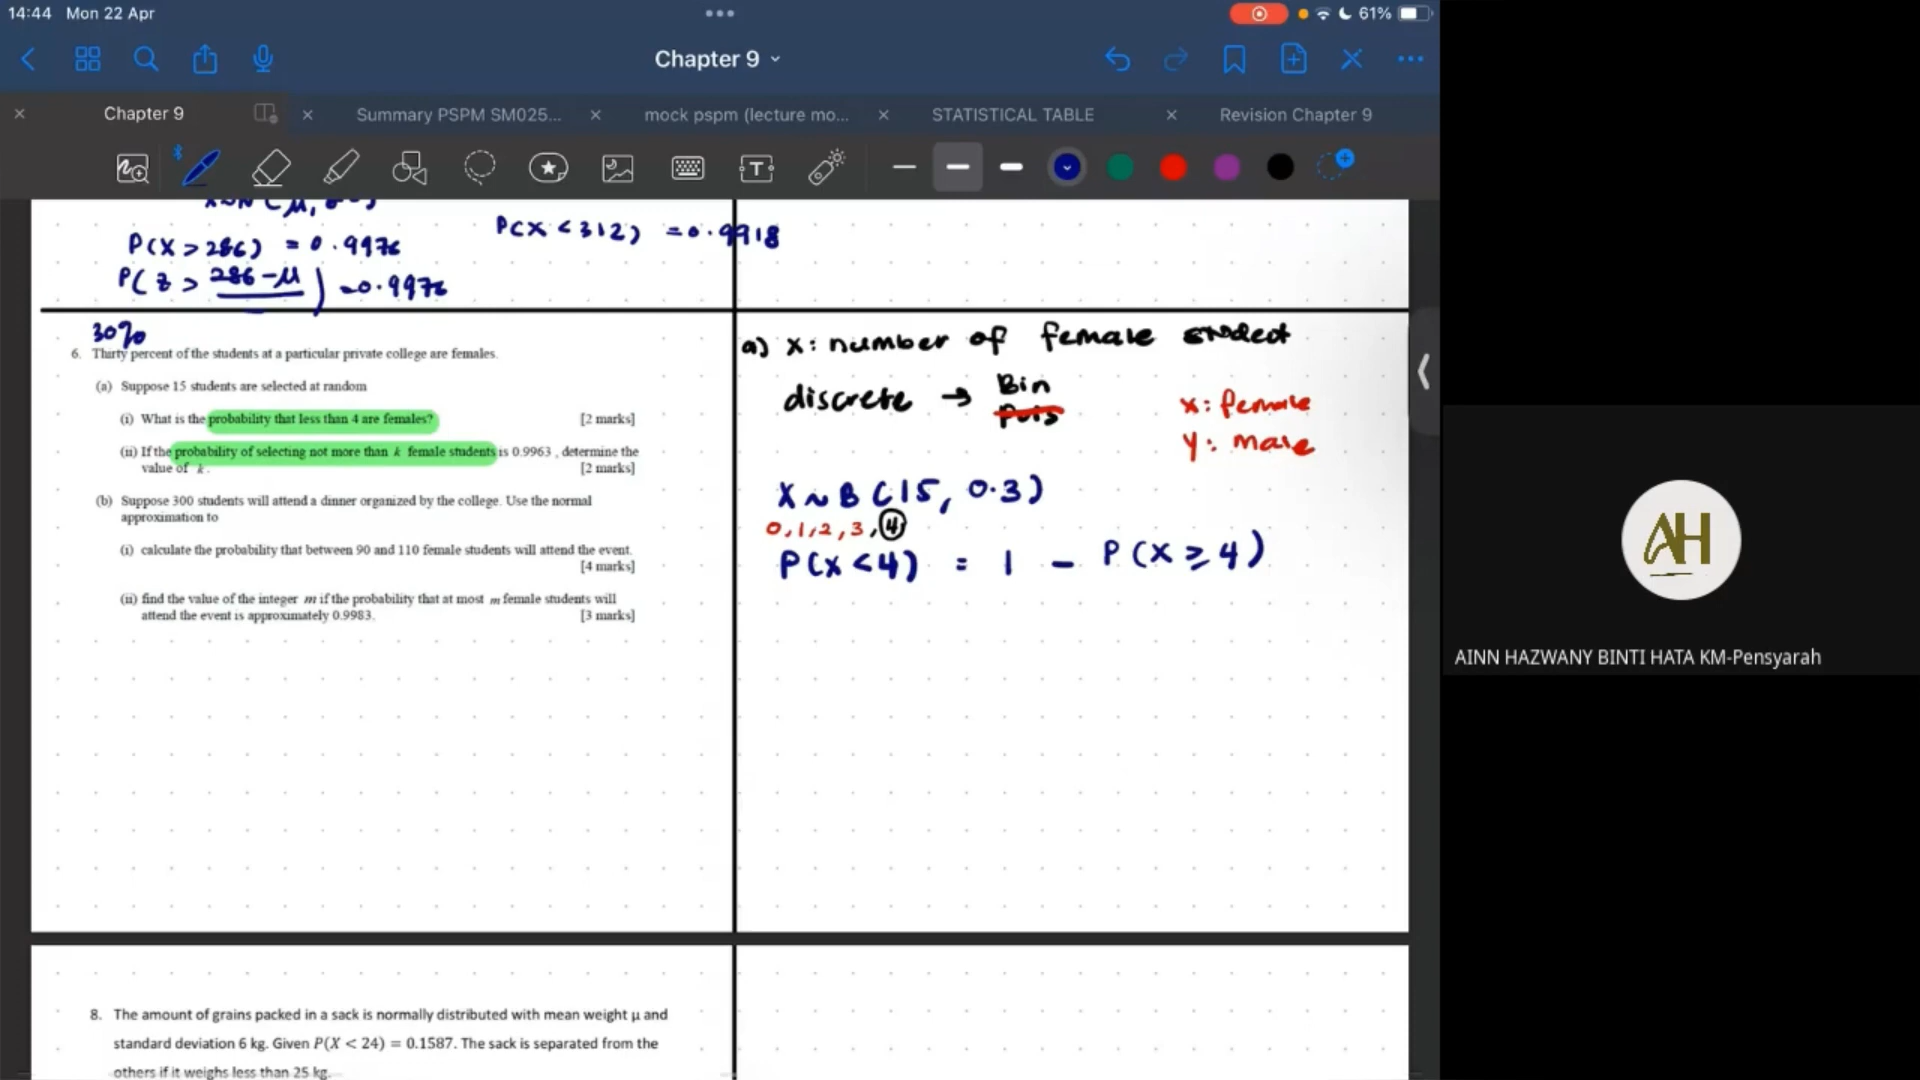 14:44 Mon 22 Apr
61%
Chapter 9
Chapter 9
Summary PSPM SM025...
mock pspm (lecture mo...
STATISTICAL TABLE
Revision Chapter 9
P(X > 286) = 0.9976
P(X < 312) = 0.9918
P(Z > 286 - μ ) = 0.9976
30%
6. Thirty percent of the students at a particular private college are females.
(a) Suppose 15 students are selected at random
(i) What is the probability that less than 4 are females? [2 marks]
(ii) If the probability of selecting not more than k female students is 0.9963 , determine the
value of k . [2 marks]
(b) Suppose 300 students will attend a dinner organized by the college. Use the normal
approximation to
(i) calculate the probability that between 90 and 110 female students will attend the event.
[4 marks]
(ii) find the value of the integer m if the probability that at most m female students will
attend the event is approximately 0.9983. [3 marks]
a) x: number of female student
discrete → Bin
Pois
x: female
y: male
X ~ B (15, 0.3)
0,1,2,3,4
P(X < 4) = 1 - P(X ≥ 4)
8. The amount of grains packed in a sack is normally distributed with mean weight μ and
standard deviation 6 kg. Given P(X < 24) = 0.1587. The sack is separated from the
others if it weighs less than 25 kg.
AH
AINN HAZWANY BINTI HATA KM-Pensyarah